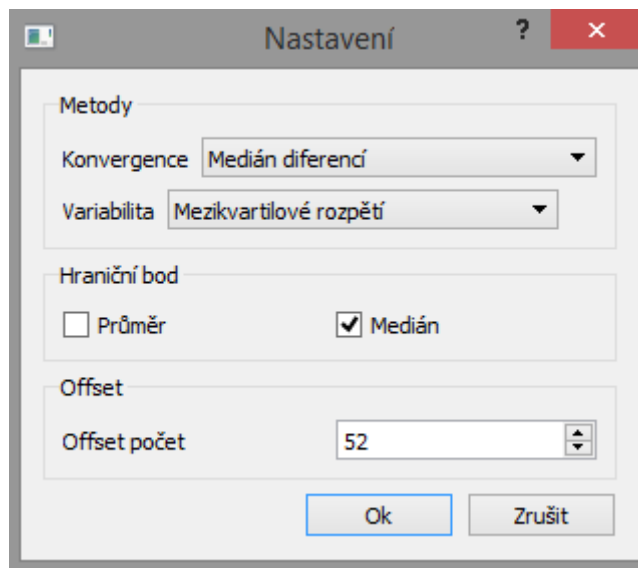 Nastavení ? ×
Metody
Konvergence Medián diferencí
Variabilita Mezikvartilové rozpětí
Hraniční bod
Průměr Medián
Offset
Offset počet 52
Ok Zrušit